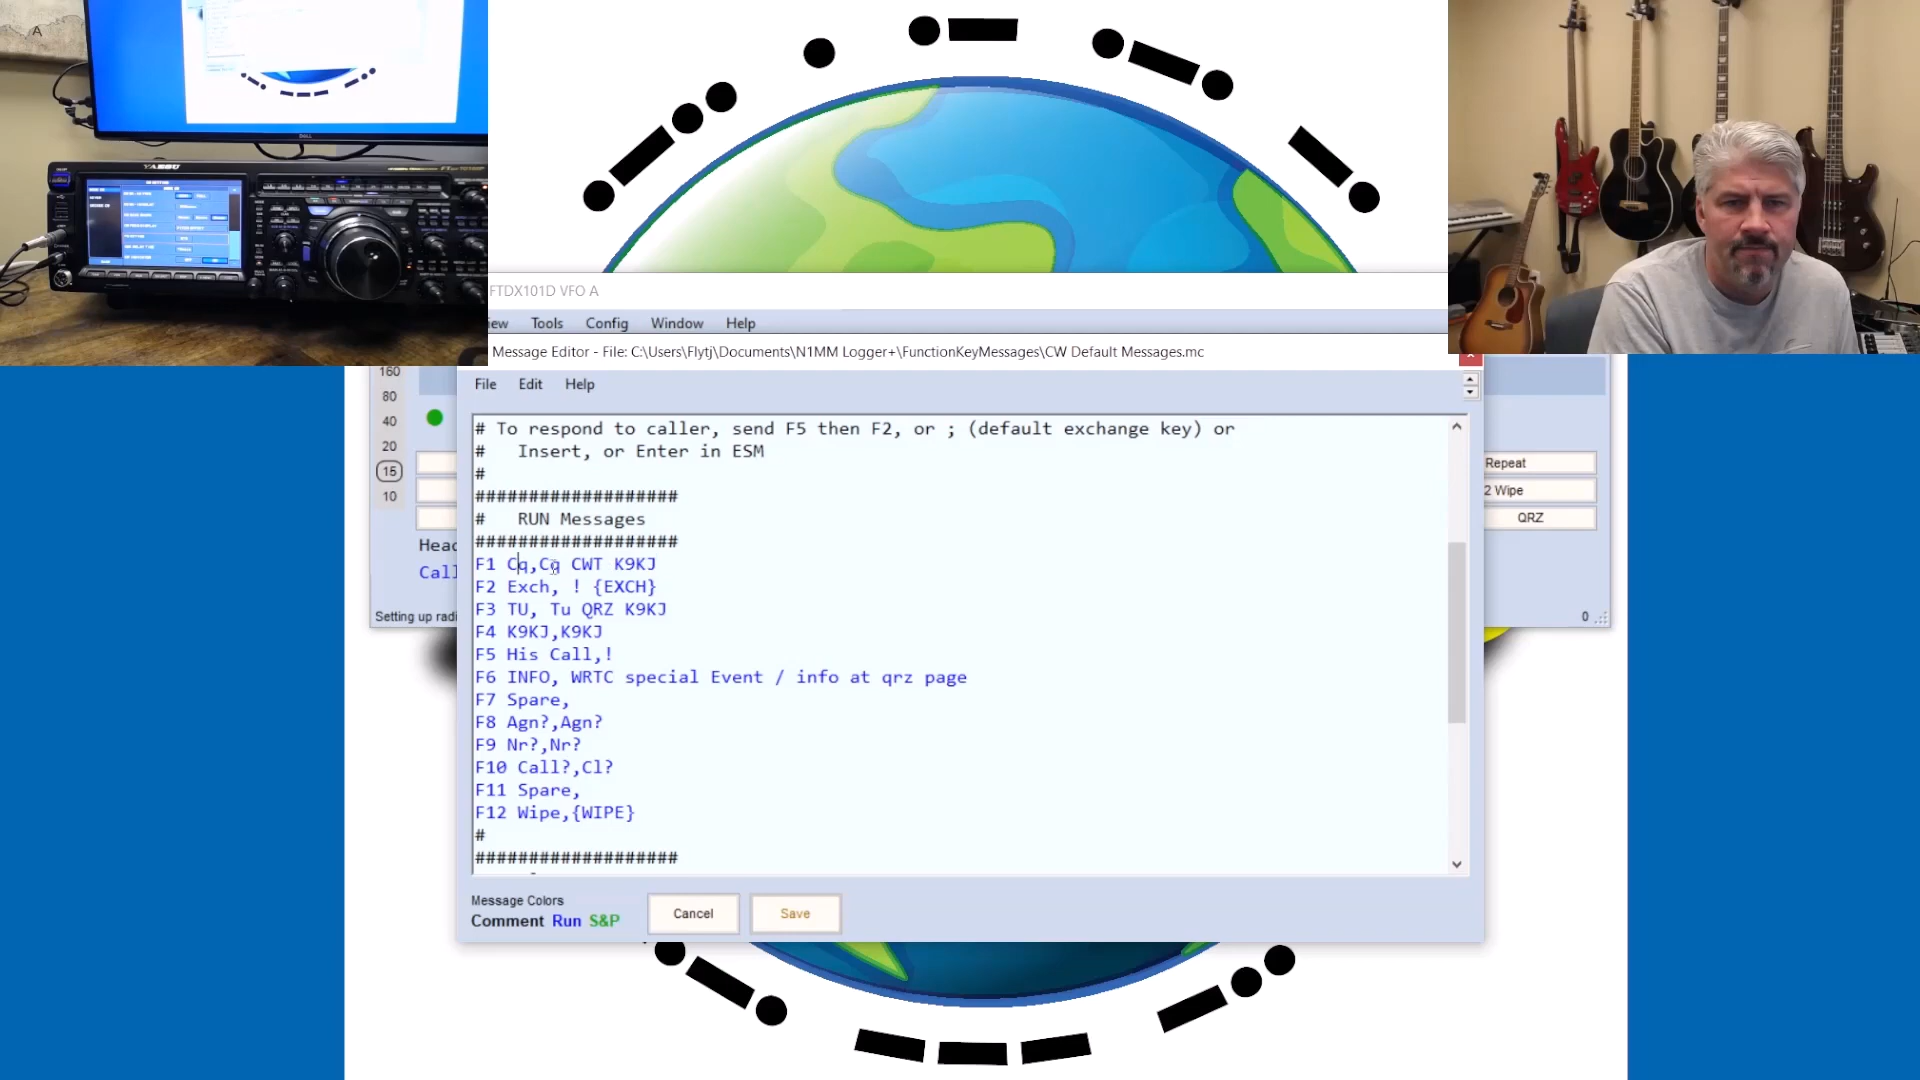 A
DELL
YAESU
FTDX101D VFO A
iew Tools Config Window Help
Message Editor - File: C:\Users\Flytj\Documents\N1MM Logger+\FunctionKeyMessages\CW Default Messages.mc
File Edit Help
160
80
40
20
15
10
# To respond to caller, send F5 then F2, or ; (default exchange key) or
# Insert, or Enter in ESM
#
###################
# RUN Messages
###################
F1 Cq,Cq CWT K9KJ
F2 Exch, ! {EXCH}
F3 TU, Tu QRZ K9KJ
F4 K9KJ,K9KJ
F5 His Call,!
F6 INFO, WRTC special Event / info at qrz page
F7 Spare,
F8 Agn?,Agn?
F9 Nr?,Nr?
F10 Call?,Cl?
F11 Spare,
F12 Wipe,{WIPE}
#
###################
Repeat
2 Wipe
QRZ
Head
Call
Setting up radi
0
Message Colors
Comment Run S&P
Cancel
Save